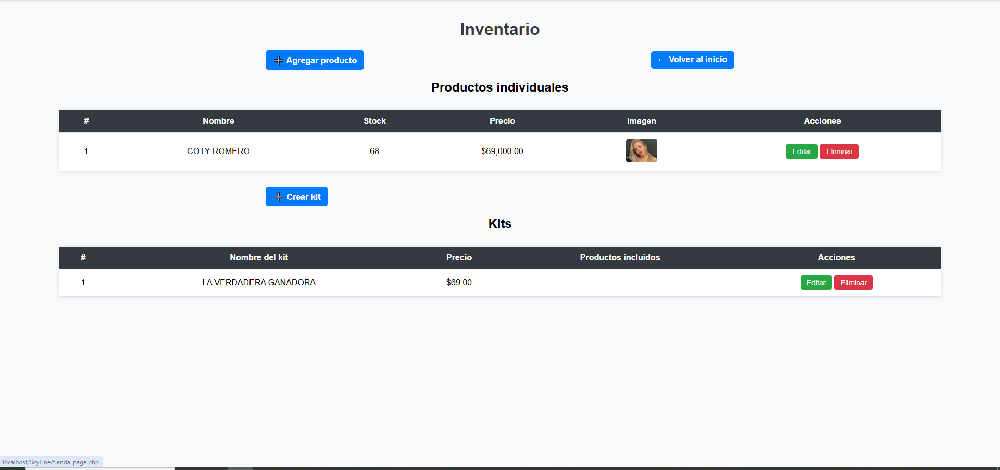 Inventario
➕ Agregar producto
← Volver al inicio
Productos individuales
# Nombre Stock Precio Imagen Acciones
1 COTY ROMERO 68 $69,000.00 Editar Eliminar
➕ Crear kit
Kits
# Nombre del kit Precio Productos incluidos Acciones
1 LA VERDADERA GANADORA $69.00 Editar Eliminar
localhost/SkyLine/tienda_page.php